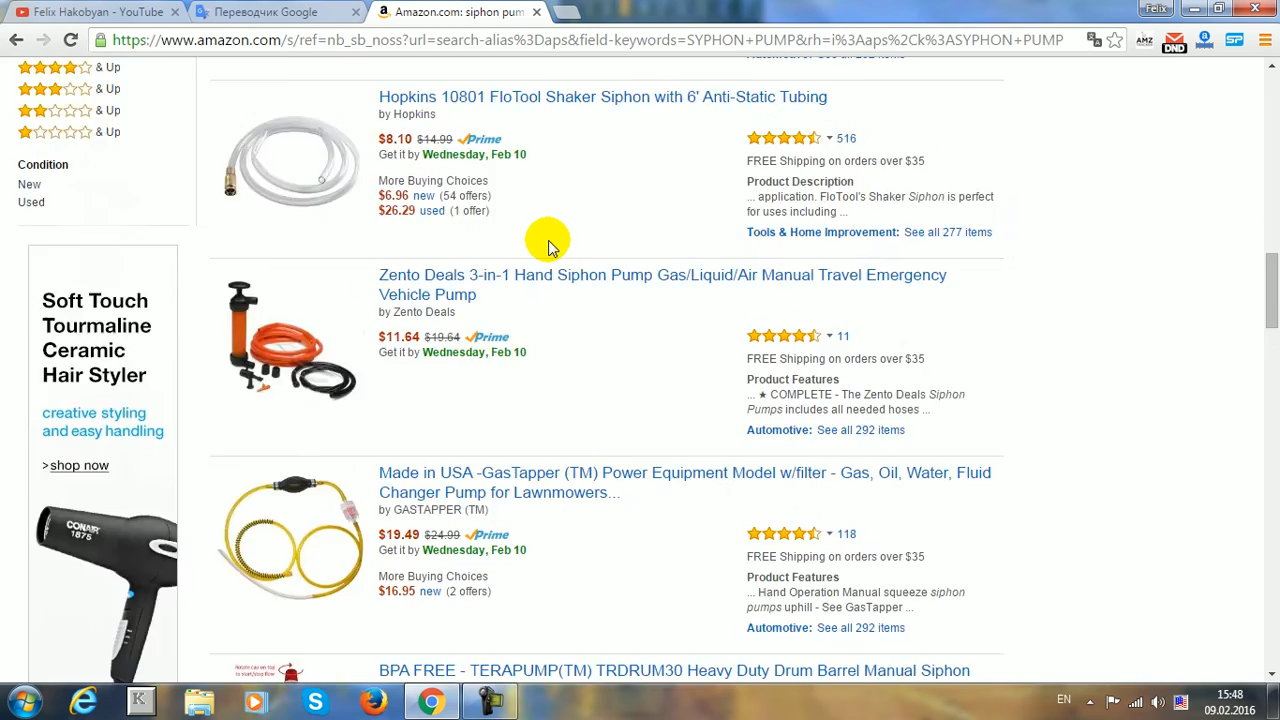 Felix Hakobyan - YouTube
Переводчик Google
Amazon.com: siphon pum
Felix
https://www.amazon.com/s/ref=nb_sb_noss?url=search-alias%3Daps&field-keywords=SYPHON+PUMP&rh=i%3Aaps%2Ck%3ASYPHON+PUMP
AMZ
DND
SP
& Up
& Up
& Up
& Up
Condition
New
Used
Soft Touch
Tourmaline
Ceramic
Hair Styler
creative styling
and easy handling
>shop now
CONAIR
1875
Hopkins 10801 FloTool Shaker Siphon with 6' Anti-Static Tubing
by Hopkins
$8.10 $14.99 Prime
Get it by Wednesday, Feb 10
More Buying Choices
$6.96 new (54 offers)
$26.29 used (1 offer)
516
FREE Shipping on orders over $35
Product Description
... application. FloTool's Shaker Siphon is perfect
for uses including ...
Tools & Home Improvement: See all 277 items
Zento Deals 3-in-1 Hand Siphon Pump Gas/Liquid/Air Manual Travel Emergency
Vehicle Pump
by Zento Deals
$11.64 $19.64 Prime
Get it by Wednesday, Feb 10
11
FREE Shipping on orders over $35
Product Features
... ★ COMPLETE - The Zento Deals Siphon
Pumps includes all needed hoses ...
Automotive: See all 292 items
Made in USA -GasTapper (TM) Power Equipment Model w/filter - Gas, Oil, Water, Fluid
Changer Pump for Lawnmowers...
by GASTAPPER (TM)
$19.49 $24.99 Prime
Get it by Wednesday, Feb 10
More Buying Choices
$16.95 new (2 offers)
118
FREE Shipping on orders over $35
Product Features
... Hand Operation Manual squeeze siphon
pumps uphill - See GasTapper ...
Automotive: See all 292 items
BPA FREE - TERAPUMP(TM) TRDRUM30 Heavy Duty Drum Barrel Manual Siphon
EN
15:48
09.02.2016